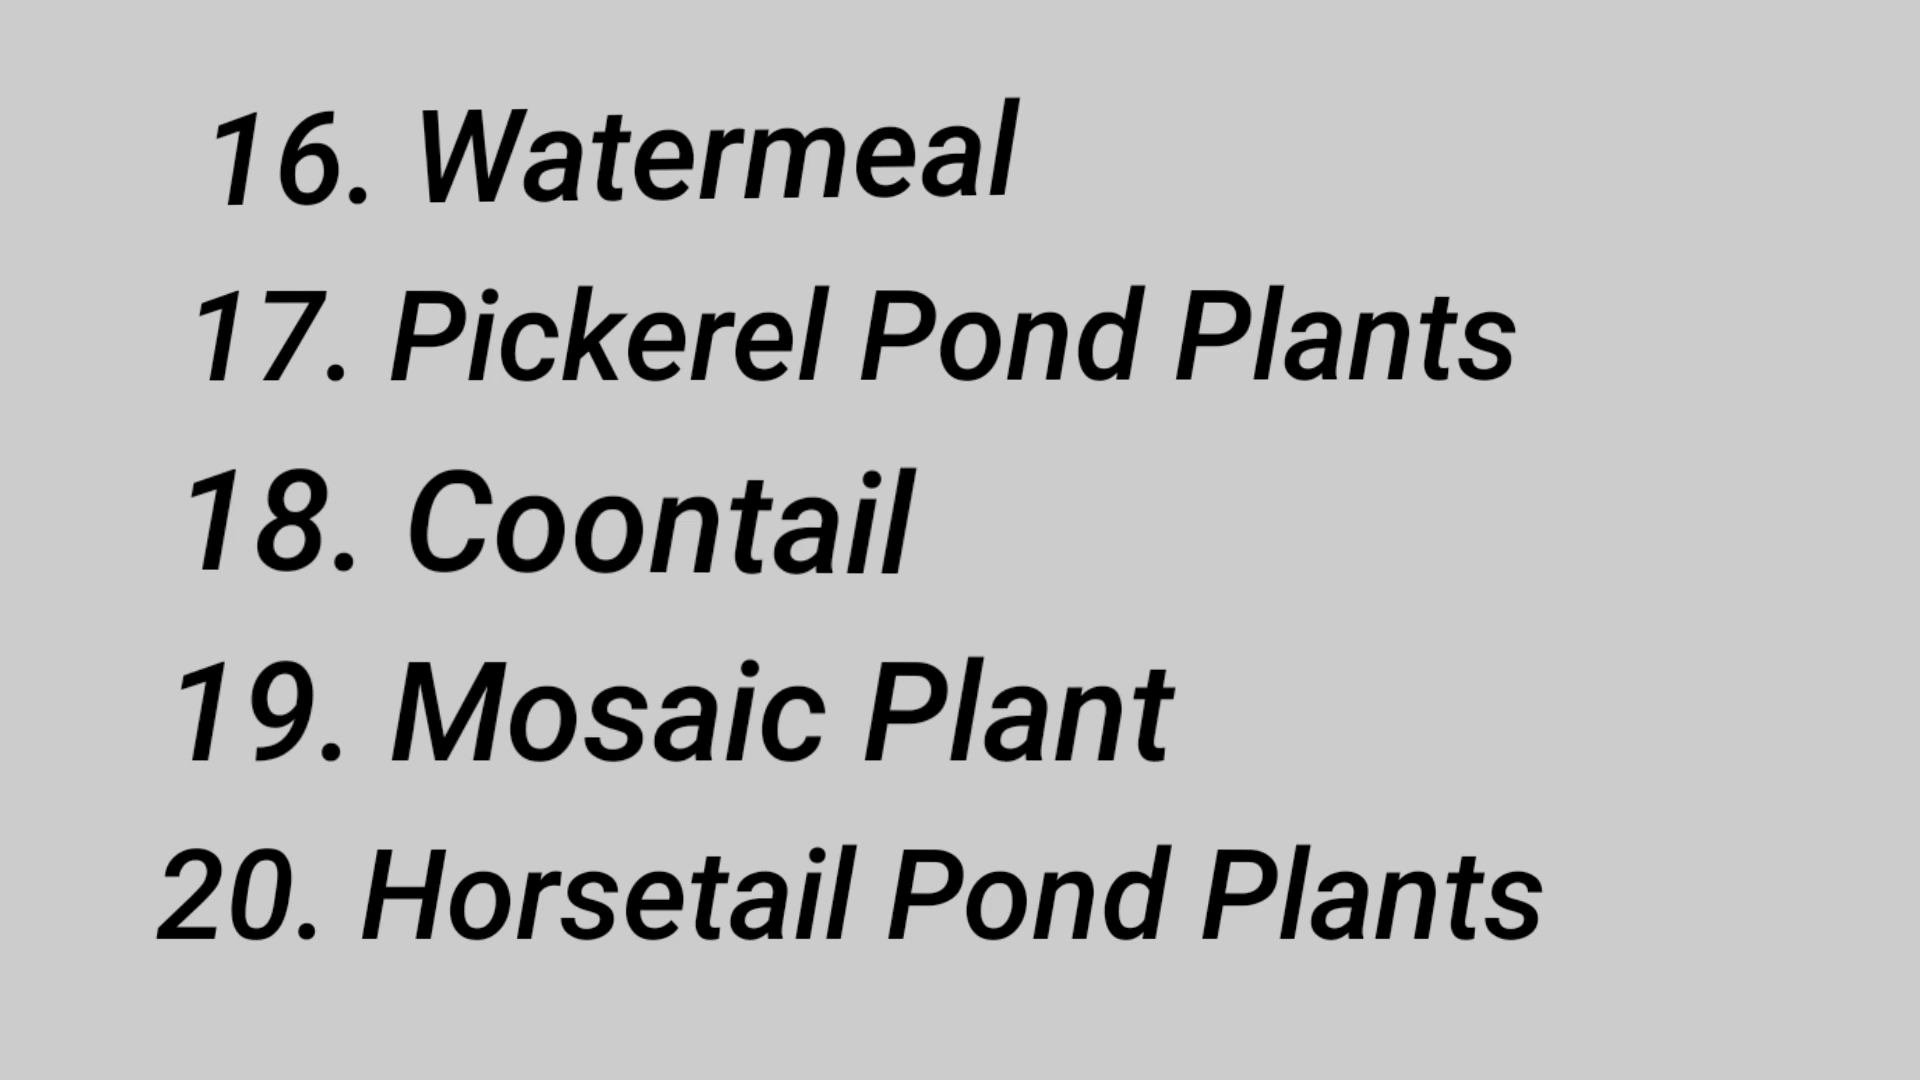 16. Watermeal
17. Pickerel Pond Plants
18. Coontail
19. Mosaic Plant
20. Horsetail Pond Plants